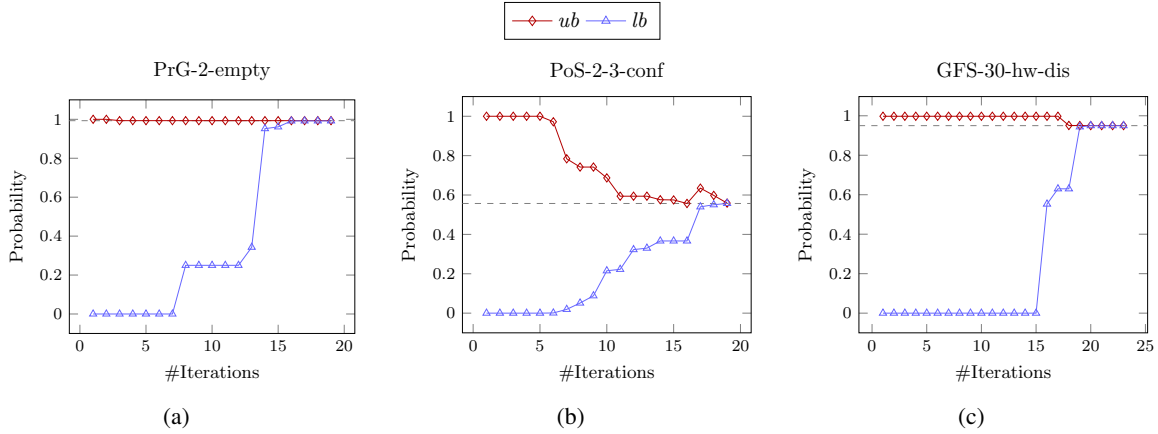 ub lb
PrG-2-empty
1
0.8
0.6
0.4
0.2
0
Probability
0 5 10 15 20
#Iterations
(a)
PoS-2-3-conf
1
0.8
0.6
0.4
0.2
0
Probability
0 5 10 15 20
#Iterations
(b)
GFS-30-hw-dis
1
0.8
0.6
0.4
0.2
0
Probability
0 5 10 15 20 25
#Iterations
(c)